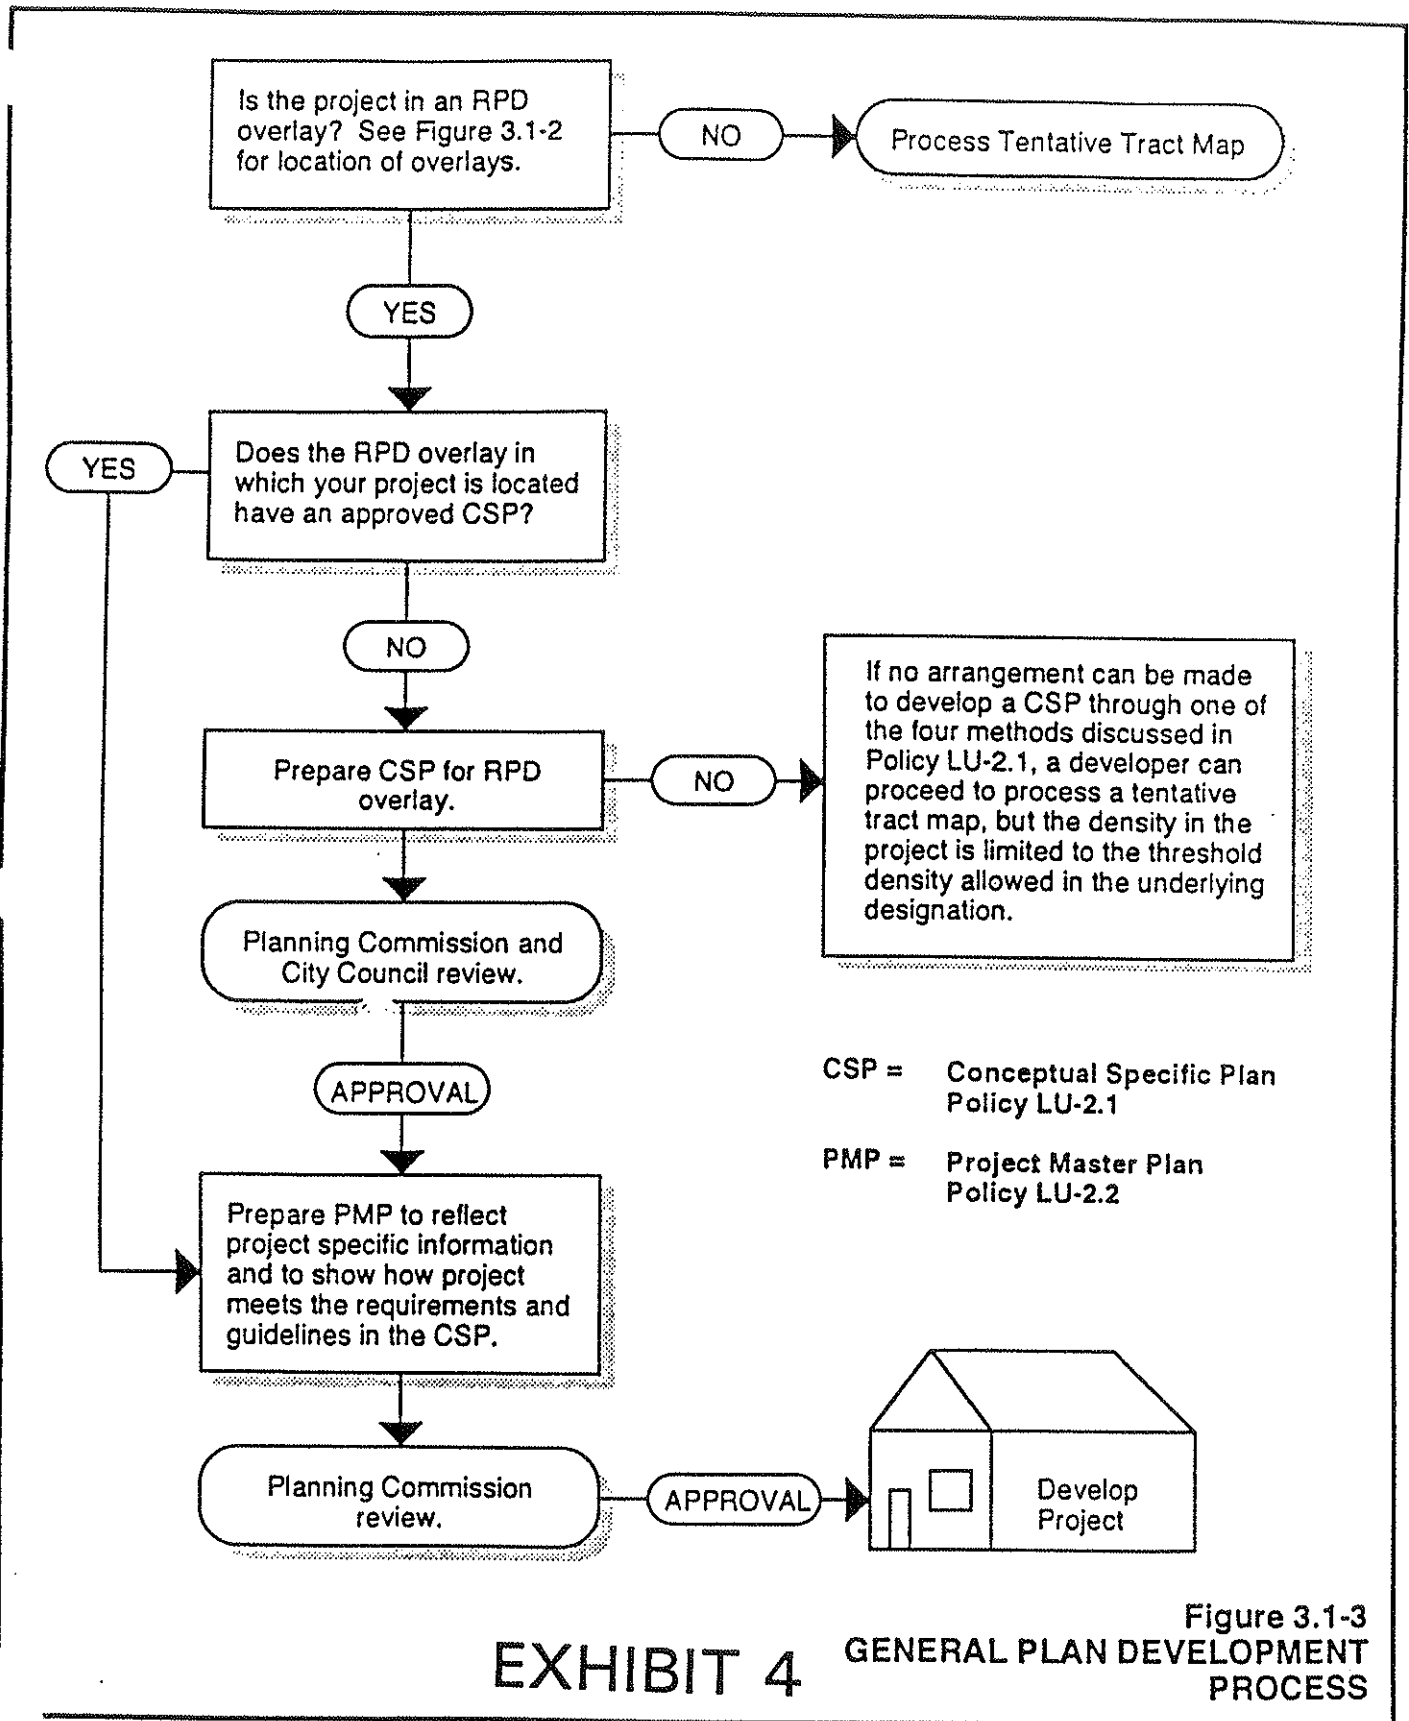 Is the project in an RPD
overlay? See Figure 3.1-2
for location of overlays.
NO
Process Tentative Tract Map
YES
Does the RPD overlay in
which your project is located
have an approved CSP?
YES
NO
Prepare CSP for RPD
overlay.
NO
If no arrangement can be made
to develop a CSP through one of
the four methods discussed in
Policy LU-2.1, a developer can
proceed to process a tentative
tract map, but the density in the
project is limited to the threshold
density allowed in the underlying
designation.
Planning Commission and
City Council review.
APPROVAL
CSP = Conceptual Specific Plan
Policy LU-2.1
PMP = Project Master Plan
Policy LU-2.2
Prepare PMP to reflect
project specific information
and to show how project
meets the requirements and
guidelines in the CSP.
Planning Commission
review.
APPROVAL
Develop
Project
Figure 3.1-3
GENERAL PLAN DEVELOPMENT
PROCESS
EXHIBIT 4